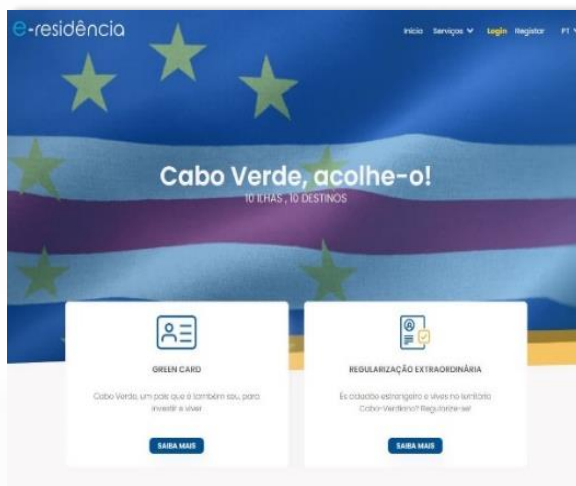 e-residência
Início Serviços Login Registar PT
Cabo Verde, acolhe-o!
10 ILHAS , 10 DESTINOS
GREEN CARD
Cabo Verde, um país que é também seu, para
investir e viver
SAIBA MAIS
REGULARIZAÇÃO EXTRAORDINÁRIA
És cidadão estrangeiro e vives no território
Cabo-Verdiano? Regulariza-se!
SAIBA MAIS